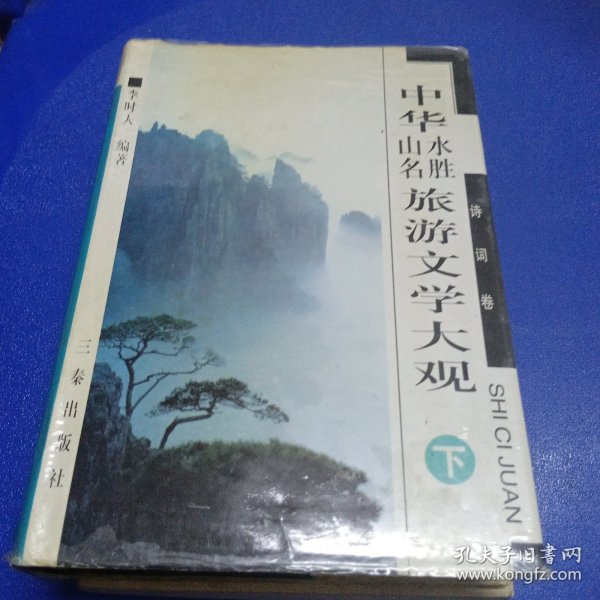 中华
山水
名胜
旅游文学大观
下
诗词卷
SHI CI JUAN
李时人 编著
三秦出版社
孔夫子旧书网
www.kongfz.com